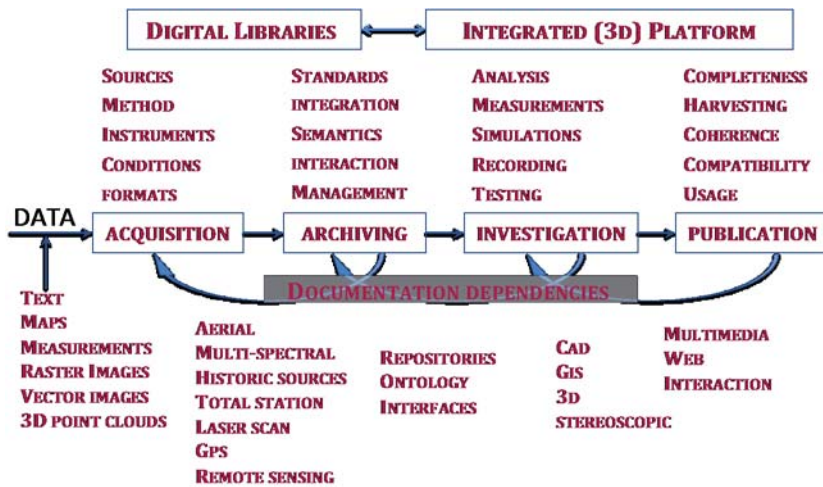 DIGITAL LIBRARIES
INTEGRATED (3D) PLATFORM
SOURCES
METHOD
INSTRUMENTS
CONDITIONS
FORMATS
STANDARDS
INTEGRATION
SEMANTICS
INTERACTION
MANAGEMENT
ANALYSIS
MEASUREMENTS
SIMULATIONS
RECORDING
TESTING
COMPLETENESS
HARVESTING
COHERENCE
COMPATIBILITY
USAGE
DATA
ACQUISITION
ARCHIVING
INVESTIGATION
PUBLICATION
DOCUMENTATION DEPENDENCIES
TEXT
MAPS
MEASUREMENTS
RASTER IMAGES
VECTOR IMAGES
3D POINT CLOUDS
AERIAL
MULTI-SPECTRAL
HISTORIC SOURCES
TOTAL STATION
LASER SCAN
GPS
REMOTE SENSING
REPOSITORIES
ONTOLOGY
INTERFACES
CAD
GIS
3D
STEREOSCOPIC
MULTIMEDIA
WEB
INTERACTION